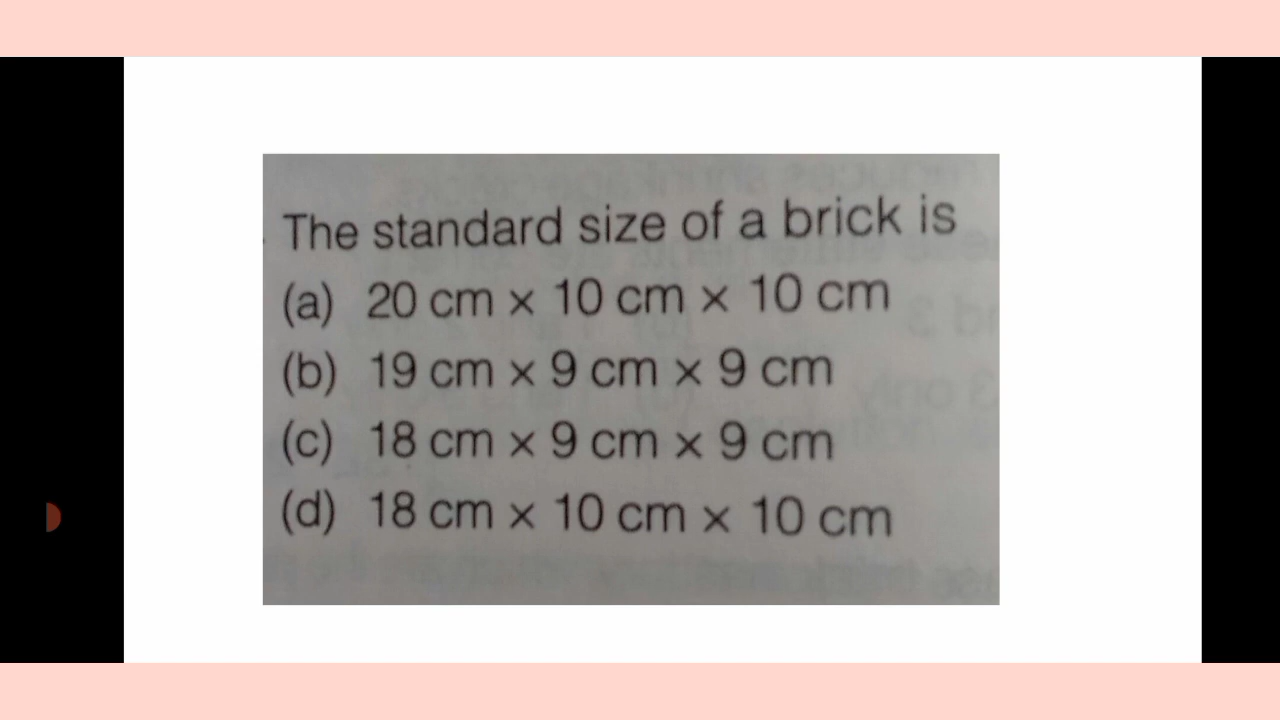 The standard size of a brick is
(a) 20 cm × 10 cm × 10 cm
(b) 19 cm × 9 cm × 9 cm
(c) 18 cm × 9 cm × 9 cm
(d) 18 cm × 10 cm × 10 cm